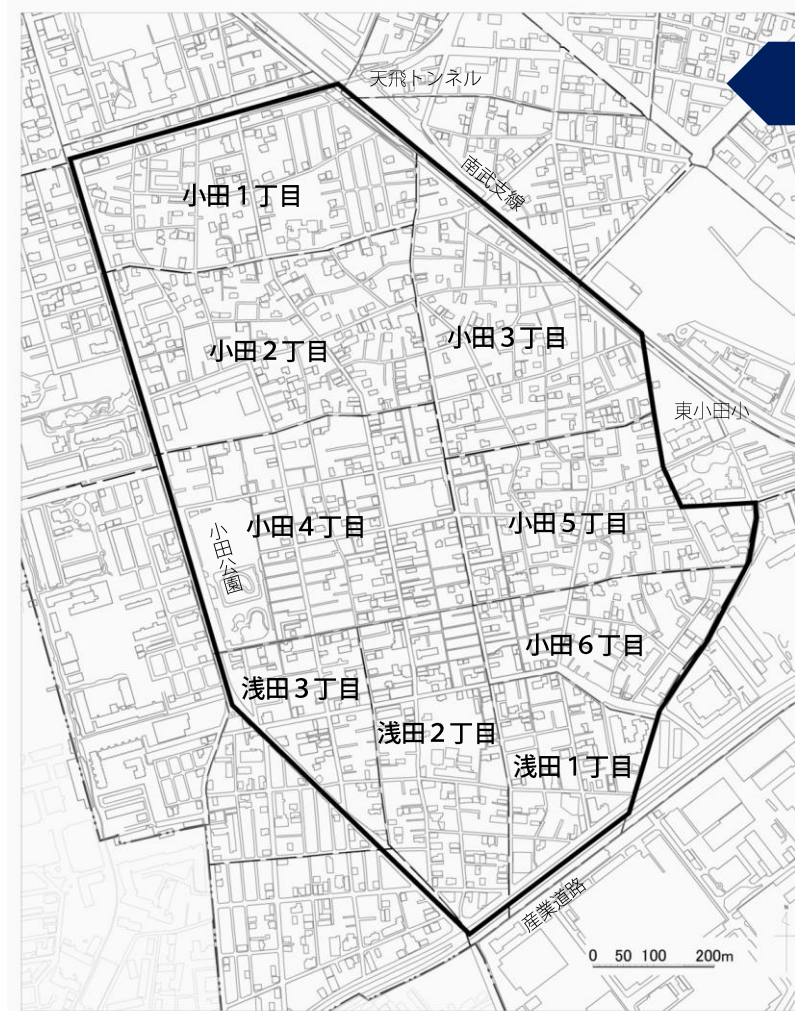 天飛トンネル
南武支線
小田１丁目
小田２丁目
小田３丁目
東小田小
小田４丁目
小田５丁目
小田公園
小田６丁目
浅田３丁目
浅田２丁目
浅田１丁目
産業道路
0 50 100 200m